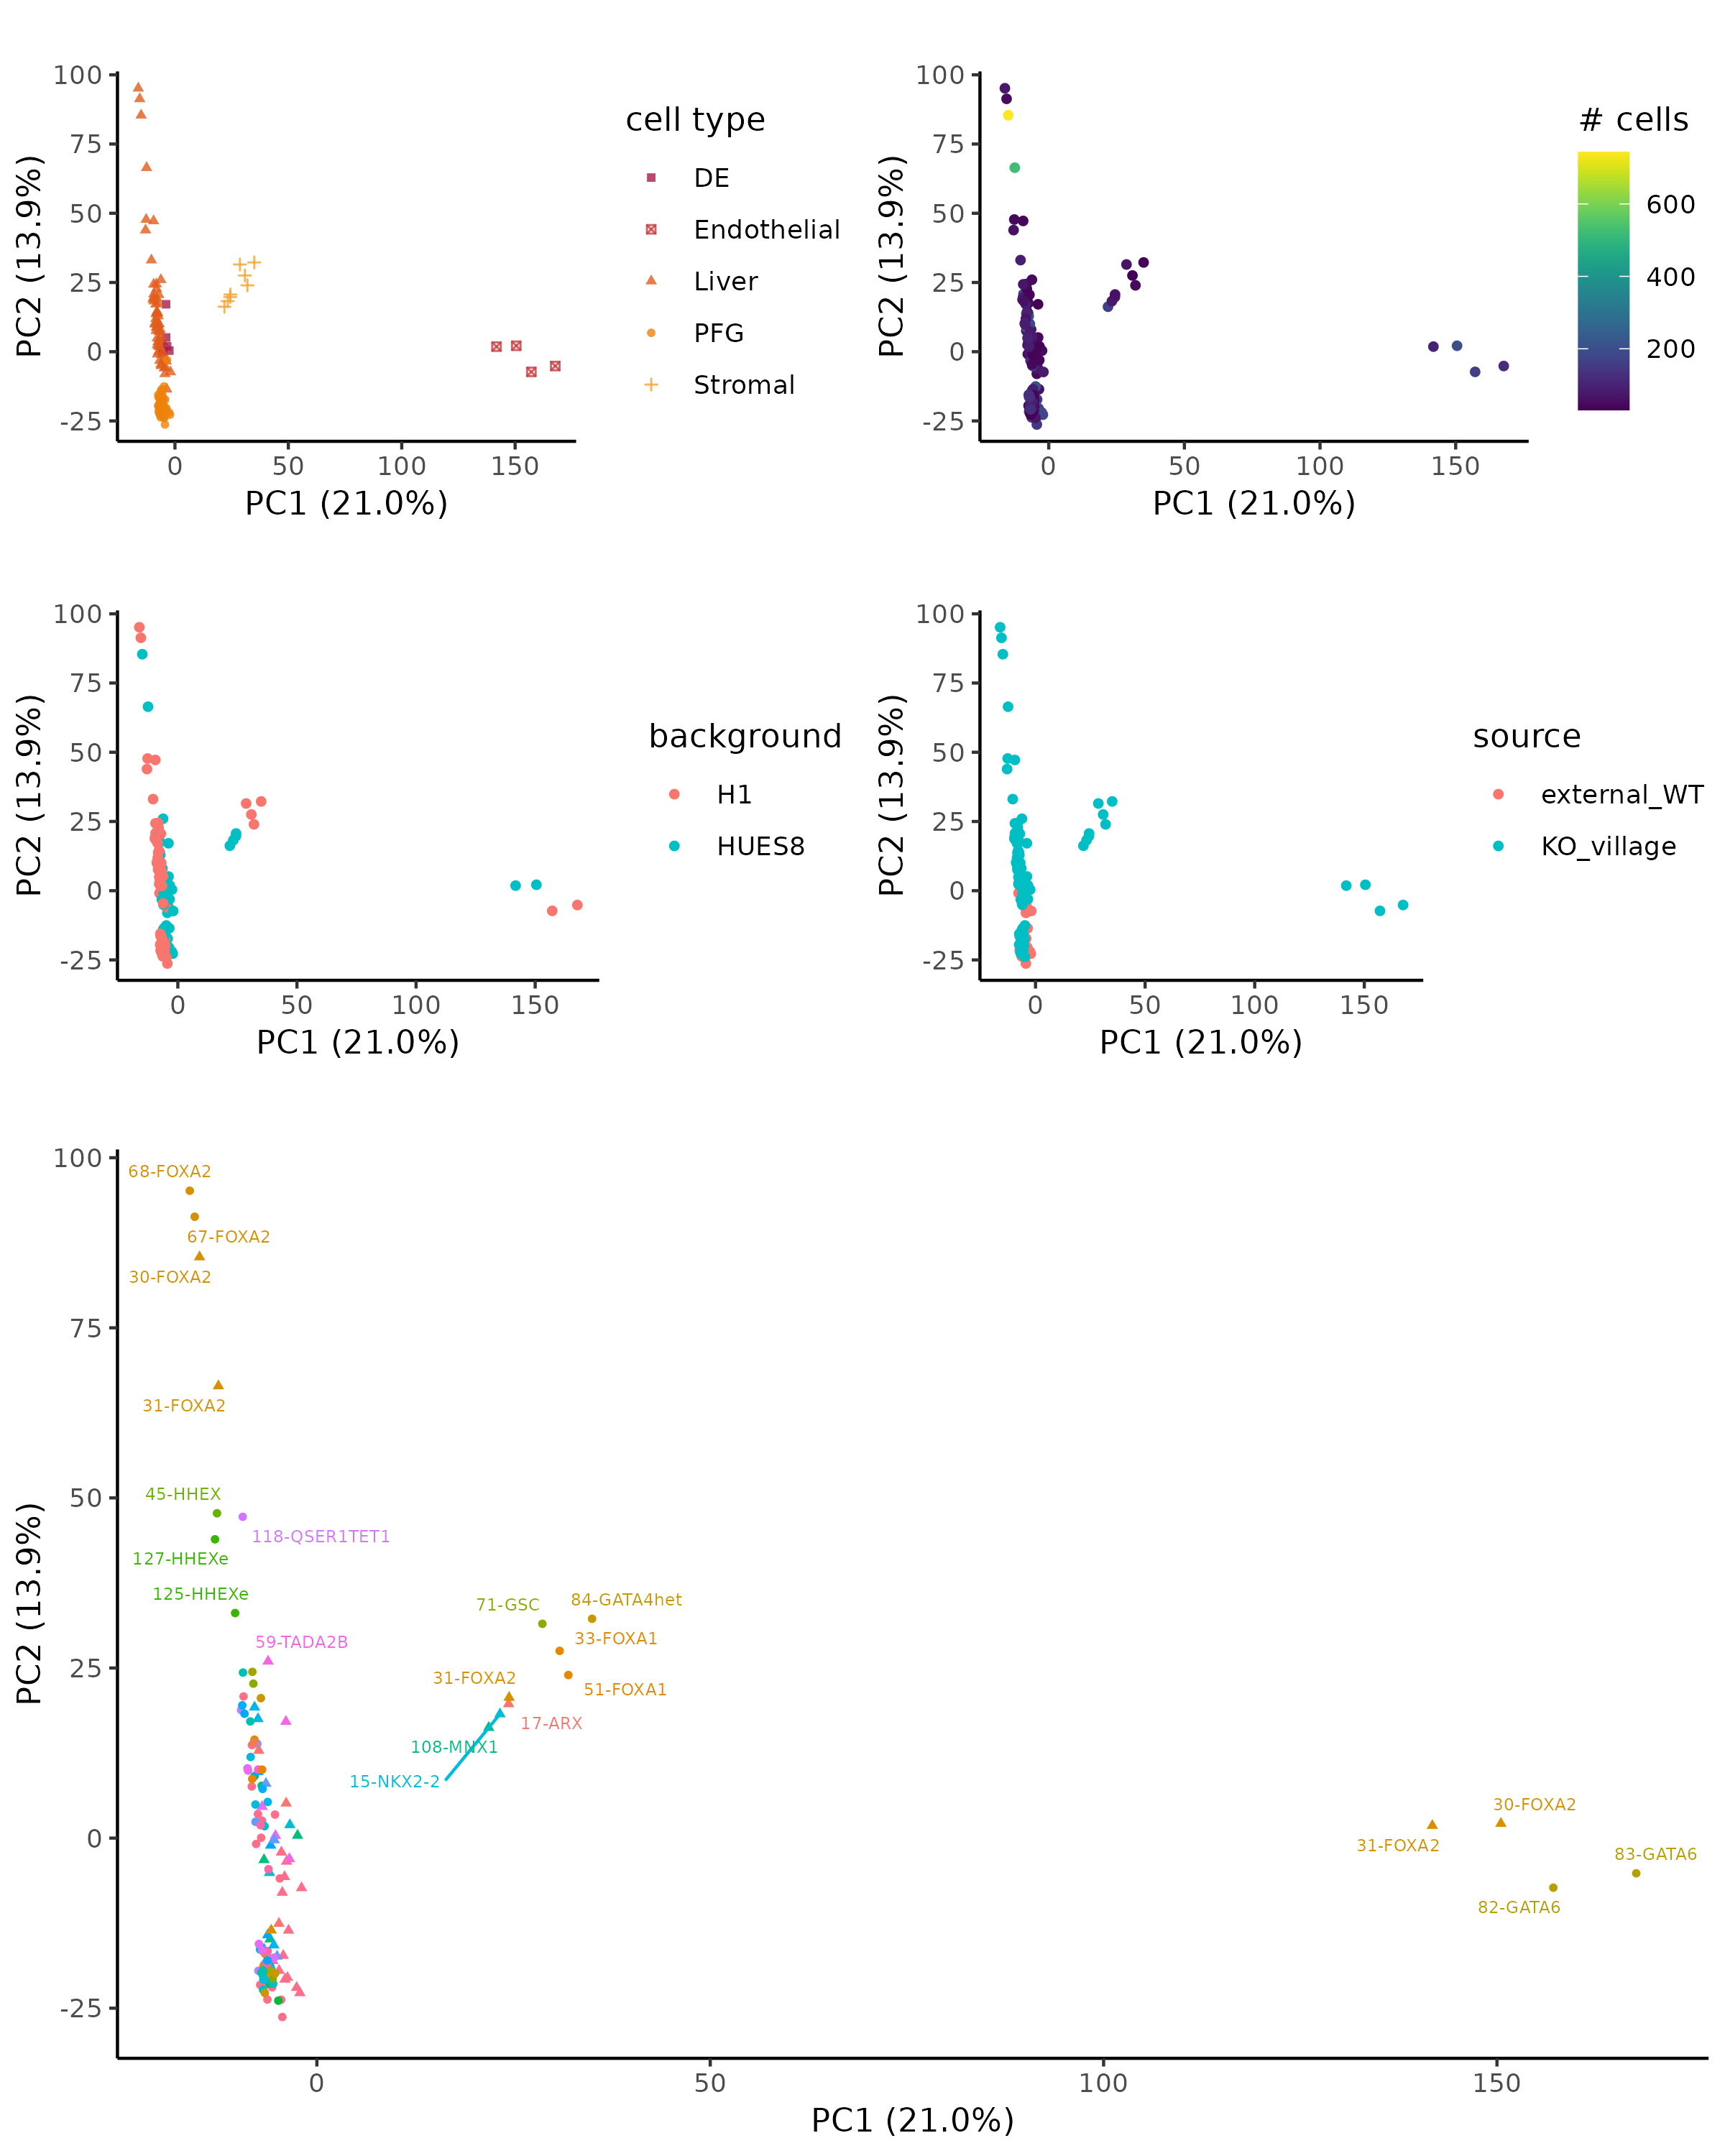 100
75
50
25
0
-25
PC2 (13.9%)
0 50 100 150
PC1 (21.0%)
cell type
DE
Endothelial
Liver
PFG
Stromal
100
75
50
25
0
-25
PC2 (13.9%)
0 50 100 150
PC1 (21.0%)
# cells
600
400
200
100
75
50
25
0
-25
PC2 (13.9%)
0 50 100 150
PC1 (21.0%)
background
H1
HUES8
100
75
50
25
0
-25
PC2 (13.9%)
0 50 100 150
PC1 (21.0%)
source
external_WT
KO_village
100
75
50
25
0
-25
PC2 (13.9%)
68-FOXA2
67-FOXA2
30-FOXA2
31-FOXA2
45-HHEX
118-QSER1TET1
127-HHEXe
125-HHEXe
71-GSC
84-GATA4het
59-TADA2B
33-FOXA1
31-FOXA2
51-FOXA1
17-ARX
108-MNX1
15-NKX2-2
30-FOXA2
31-FOXA2
83-GATA6
82-GATA6
0 50 100 150
PC1 (21.0%)